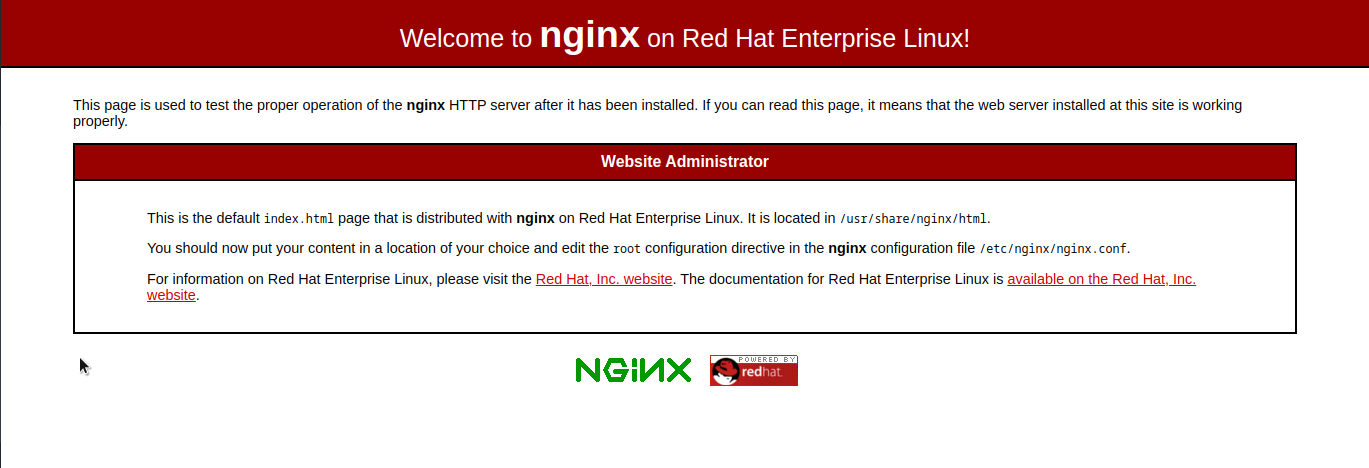 Welcome to nginx on Red Hat Enterprise Linux!
This page is used to test the proper operation of the nginx HTTP server after it has been installed. If you can read this page, it means that the web server installed at this site is working
properly.
Website Administrator
This is the default index.html page that is distributed with nginx on Red Hat Enterprise Linux. It is located in /usr/share/nginx/html.
You should now put your content in a location of your choice and edit the root configuration directive in the nginx configuration file /etc/nginx/nginx.conf.
For information on Red Hat Enterprise Linux, please visit the Red Hat, Inc. website. The documentation for Red Hat Enterprise Linux is available on the Red Hat, Inc.
website.
NGINX
POWERED BY
redhat.